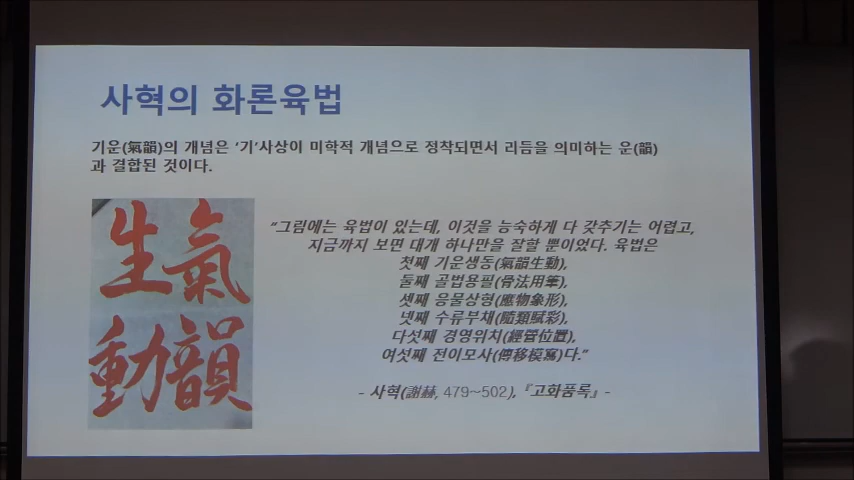 사혁의 화론육법
기운(氣韻)의 개념은 '기'사상이 미학적 개념으로 정착되면서 리듬을 의미하는 운(韻)
과 결합된 것이다.
生氣
動韻
"그림에는 육법이 있는데, 이것을 능숙하게 다 갖추기는 어렵고,
지금까지 보면 대개 하나만을 잘할 뿐이었다. 육법은
첫째 기운생동(氣韻生動),
둘째 골법용필(骨法用筆),
셋째 응물상형(應物象形),
넷째 수류부채(隨類賦彩),
다섯째 경영위치(經營位置),
여섯째 전이모사(傳移模寫)다."
- 사혁(謝赫, 479~502), 『고화품록』 -